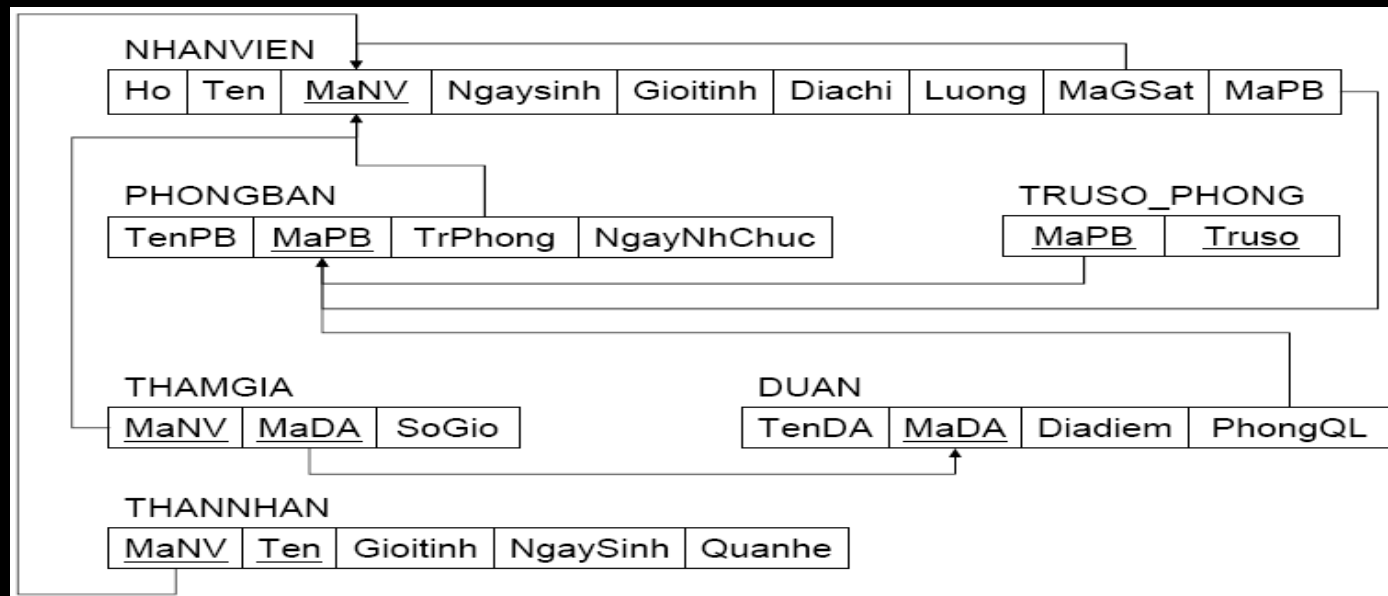 NHANVIEN
Ho Ten MaNV Ngaysinh Gioitinh Diachi Luong MaGSat MaPB
PHONGBAN
TenPB MaPB TrPhong NgayNhChuc
TRUSO_PHONG
MaPB Truso
THAMGIA
MaNV MaDA SoGio
DUAN
TenDA MaDA Diadiem PhongQL
THANNHAN
MaNV Ten Gioitinh NgaySinh Quanhe